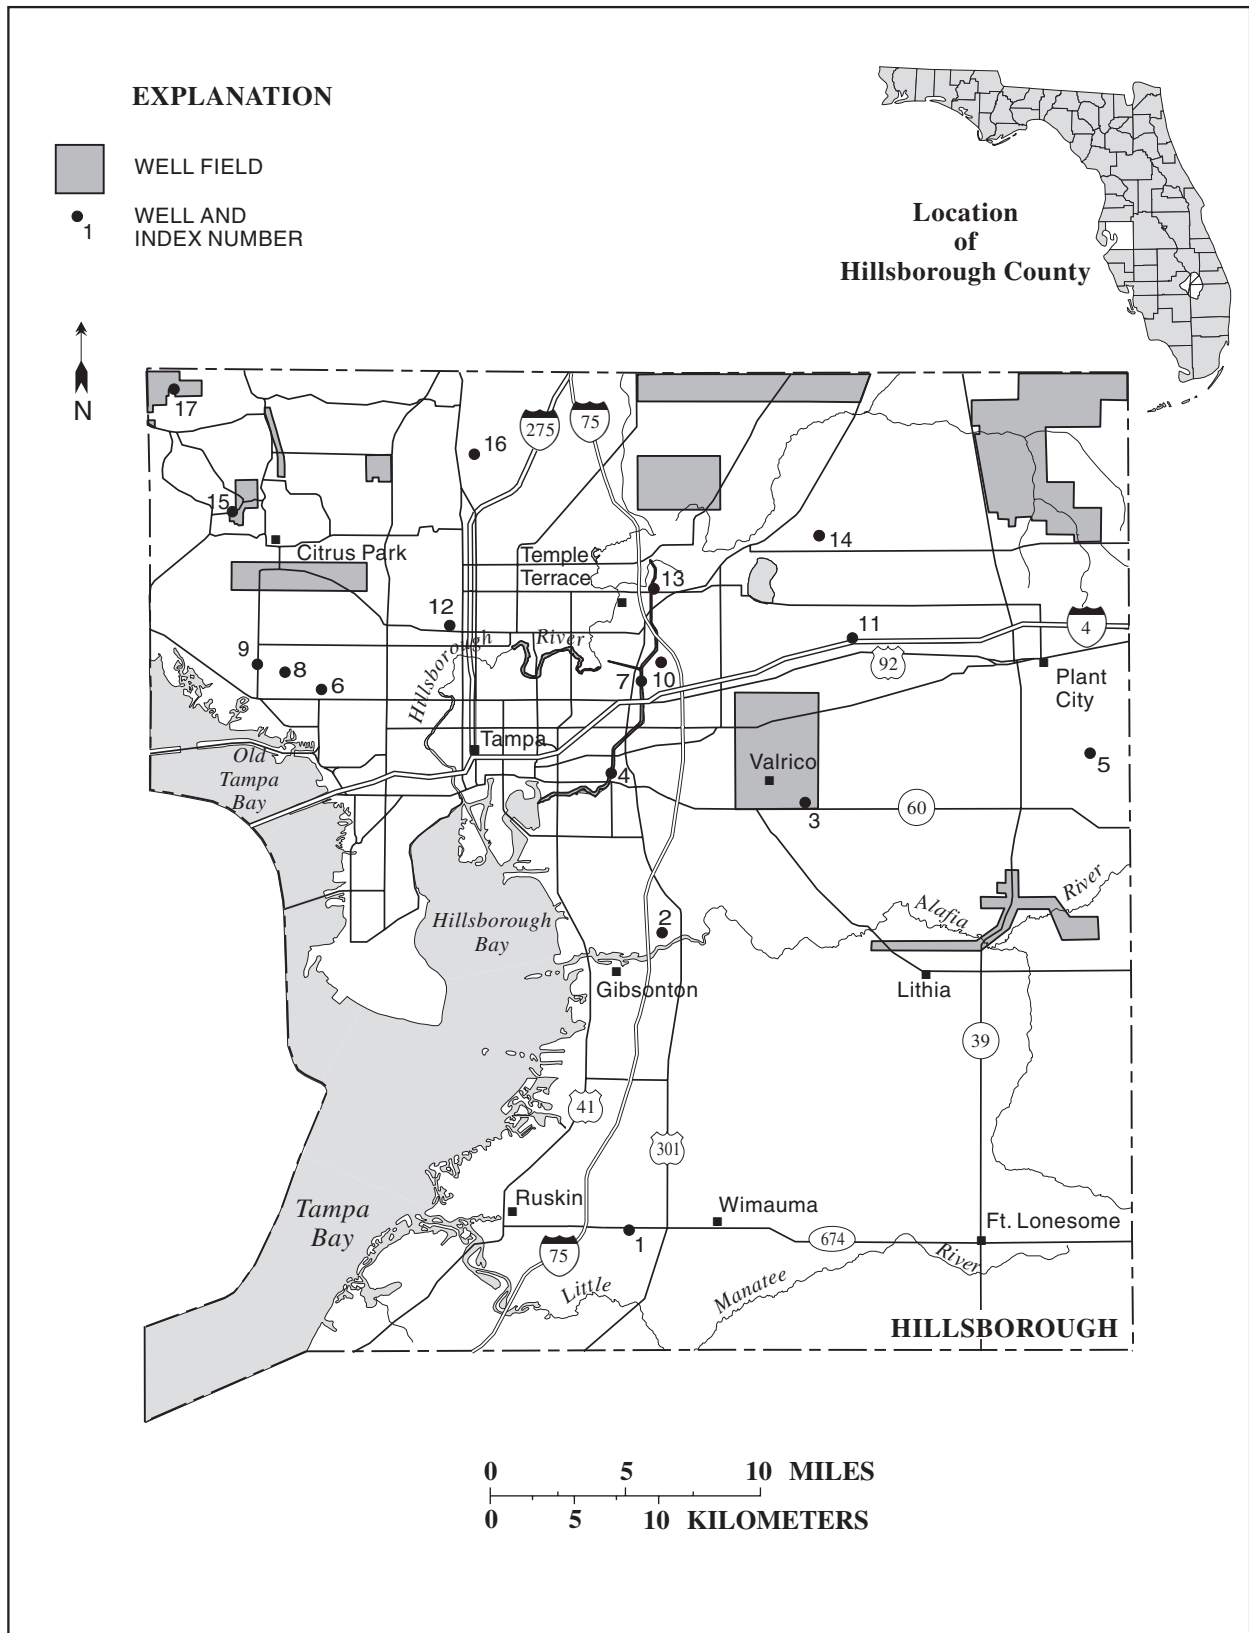 EXPLANATION
WELL FIELD
1
WELL AND
INDEX NUMBER
N
Location
of
Hillsborough County
17
16
275
75
15
14
Citrus Park
Temple
Terrace
13
12
Hillsborough
River
11
4
9
8
6
7
10
92
Plant
City
Tampa
Old
Tampa
Bay
4
Valrico
5
3
60
Hillsborough
Bay
2
Alafia
River
Gibsonton
Lithia
39
41
301
Tampa
Bay
Ruskin
Wimauma
Ft. Lonesome
1
75
674
Little
Manatee
River
HILLSBOROUGH
0 5 10 MILES
0 5 10 KILOMETERS